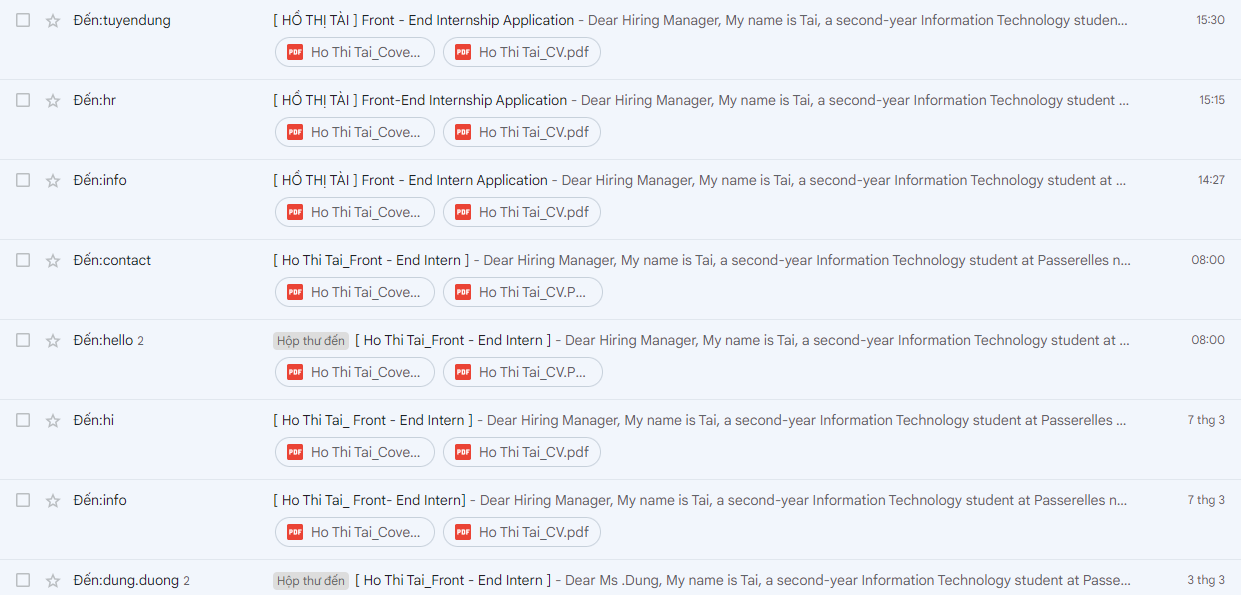 Đến:tuyendung [ HỒ THỊ TÀI ] Front - End Internship Application - Dear Hiring Manager, My name is Tai, a second-year Information Technology studen... 15:30
PDF Ho Thi Tai_Cove... PDF Ho Thi Tai_CV.pdf
Đến:hr [ HỒ THỊ TÀI ] Front-End Internship Application - Dear Hiring Manager, My name is Tai, a second-year Information Technology student ... 15:15
PDF Ho Thi Tai_Cove... PDF Ho Thi Tai_CV.pdf
Đến:info [ HỒ THỊ TÀI ] Front - End Intern Application - Dear Hiring Manager, My name is Tai, a second-year Information Technology student at ... 14:27
PDF Ho Thi Tai_Cove... PDF Ho Thi Tai_CV.pdf
Đến:contact [ Ho Thi Tai_Front - End Intern ] - Dear Hiring Manager, My name is Tai, a second-year Information Technology student at Passerelles n... 08:00
PDF Ho Thi Tai_Cove... PDF Ho Thi Tai_CV.P...
Đến:hello 2 Hộp thư đến [ Ho Thi Tai_Front - End Intern ] - Dear Hiring Manager, My name is Tai, a second-year Information Technology student at ... 08:00
PDF Ho Thi Tai_Cove... PDF Ho Thi Tai_CV.P...
Đến:hi [ Ho Thi Tai_ Front - End Intern ] - Dear Hiring Manager, My name is Tai, a second-year Information Technology student at Passerelles ... 7 thg 3
PDF Ho Thi Tai_Cove... PDF Ho Thi Tai_CV.pdf
Đến:info [ Ho Thi Tai_ Front- End Intern] - Dear Hiring Manager, My name is Tai, a second-year Information Technology student at Passerelles n... 7 thg 3
PDF Ho Thi Tai_Cove... PDF Ho Thi Tai_CV.pdf
Đến:dung.duong 2 Hộp thư đến [ Ho Thi Tai_Front - End Intern ] - Dear Ms .Dung, My name is Tai, a second-year Information Technology student at Passe... 3 thg 3